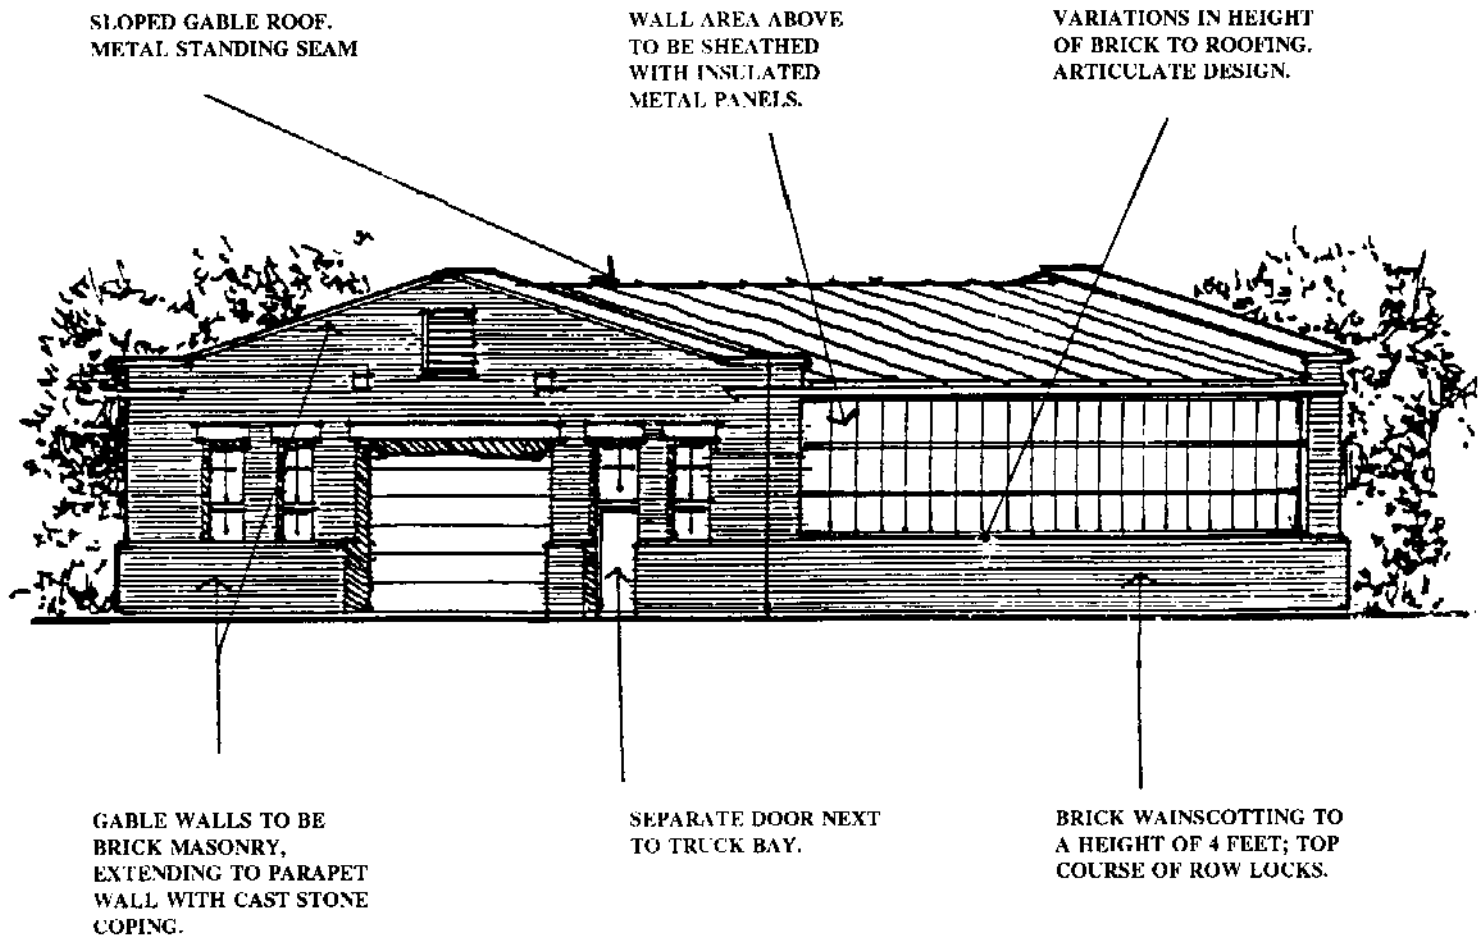 SLOPED GABLE ROOF.
METAL STANDING SEAM
WALL AREA ABOVE
TO BE SHEATHED
WITH INSULATED
METAL PANELS.
VARIATIONS IN HEIGHT
OF BRICK TO ROOFING.
ARTICULATE DESIGN.
GABLE WALLS TO BE
BRICK MASONRY,
EXTENDING TO PARAPET
WALL WITH CAST STONE
COPING.
SEPARATE DOOR NEXT
TO TRUCK BAY.
BRICK WAINSCOTTING TO
A HEIGHT OF 4 FEET; TOP
COURSE OF ROW LOCKS.